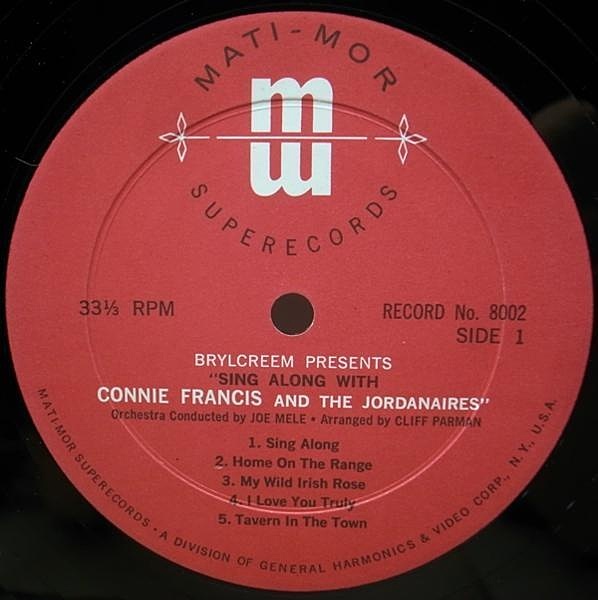 MATI-MOR
m
m
SUPERECORDS
33⅓ RPM
RECORD No. 8002
SIDE 1
BRYLCREEM PRESENTS
"SING ALONG WITH
CONNIE FRANCIS AND THE JORDANAIRES"
Orchestra Conducted by JOE MELE • Arranged by CLIFF PARMAN
1. Sing Along
2. Home On The Range
3. My Wild Irish Rose
4. I Love You Truly
5. Tavern In The Town
MATI-MOR SUPERECORDS • A DIVISION OF GENERAL HARMONICS & VIDEO CORP., N.Y., U.S.A.